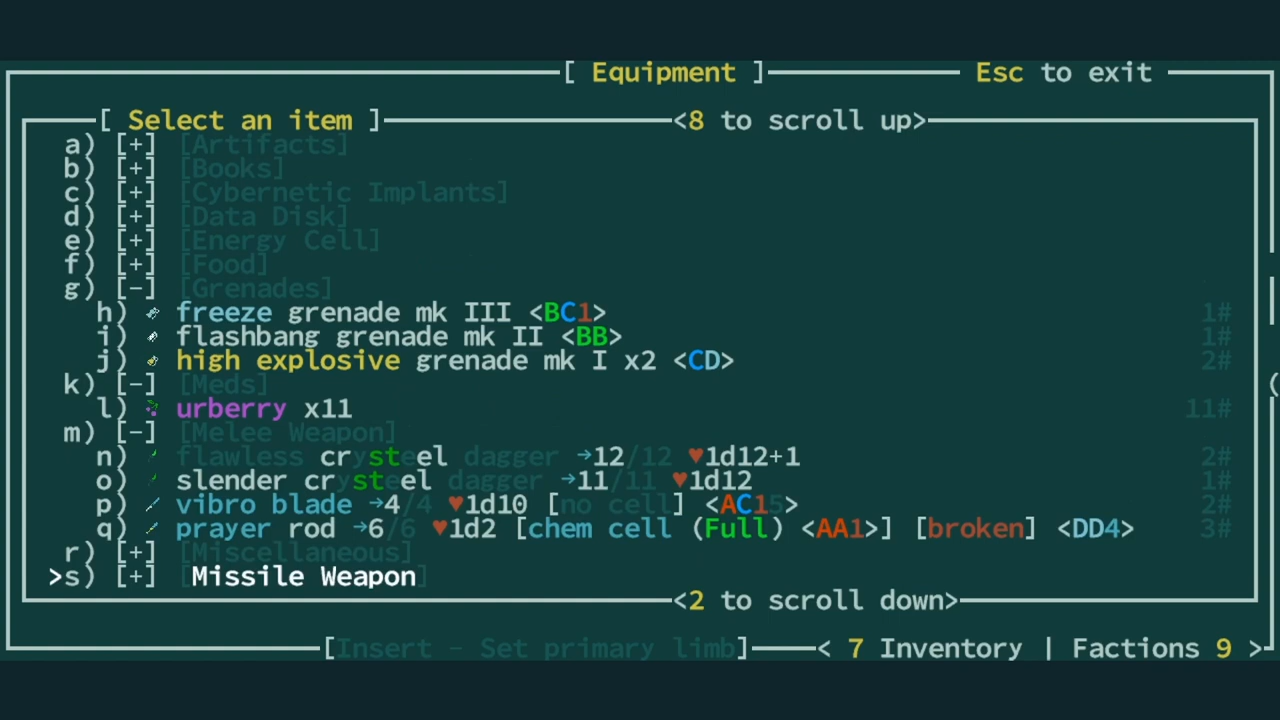 [ Equipment ] Esc to exit
[ Select an item ] <8 to scroll up>
a) [+] [Artifacts]
b) [+] [Books]
c) [+] [Cybernetic Implants]
d) [+] [Data Disk]
e) [+] [Energy Cell]
f) [+] [Food]
g) [-] [Grenades]
h) freeze grenade mk III <BC1> 1#
i) flashbang grenade mk II <BB> 1#
j) high explosive grenade mk I x2 <CD> 2#
k) [-] [Meds]
l) urberry x11 11#
m) [-] [Melee Weapon]
n) flawless crysteel dagger →12/12 ♥1d12+1 2#
o) slender crysteel dagger →11/11 ♥1d12 2#
p) vibro blade →4/4 ♥1d10 [no cell] <AC15> 2#
q) prayer rod →6/6 ♥1d2 [chem cell (Full) <AA1>] [broken] <DD4> 3#
r) [+] [Miscellaneous]
>s) [+] [Missile Weapon]
<2 to scroll down>
[Insert - Set primary limb] < 7 Inventory | Factions 9 >